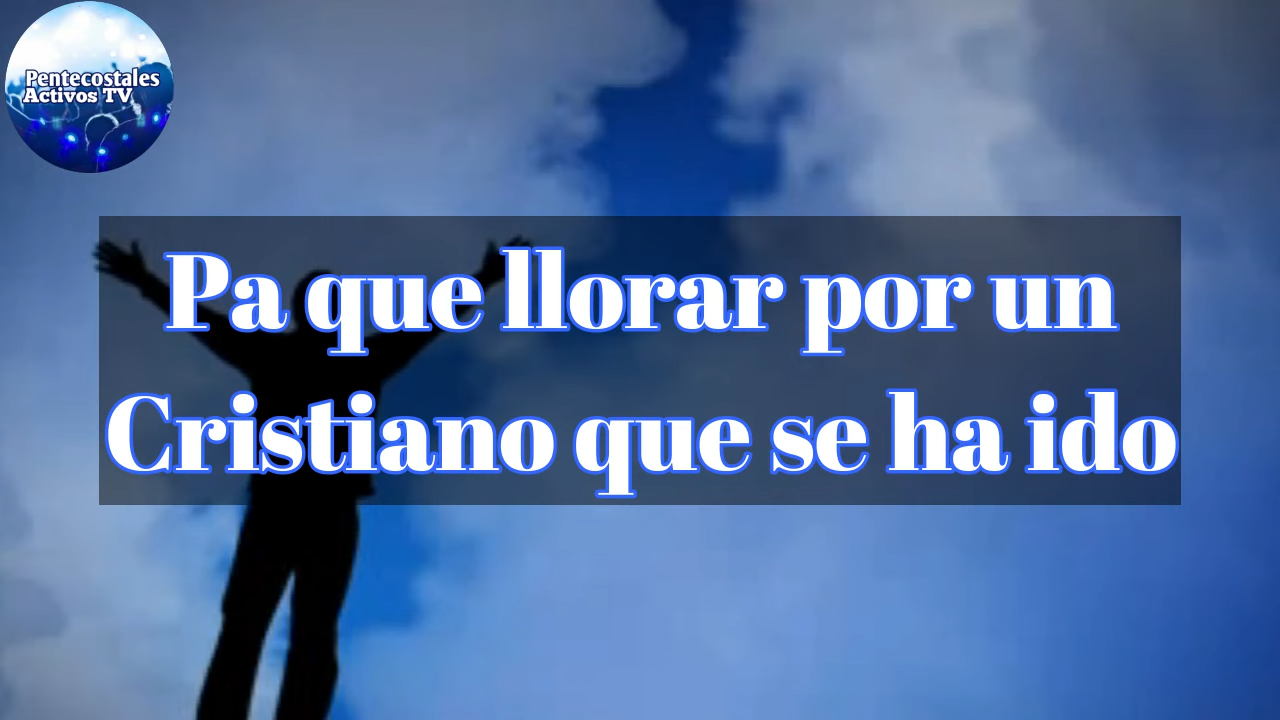 Pentecostales
Activos TV
Pa que llorar por un
Cristiano que se ha ido